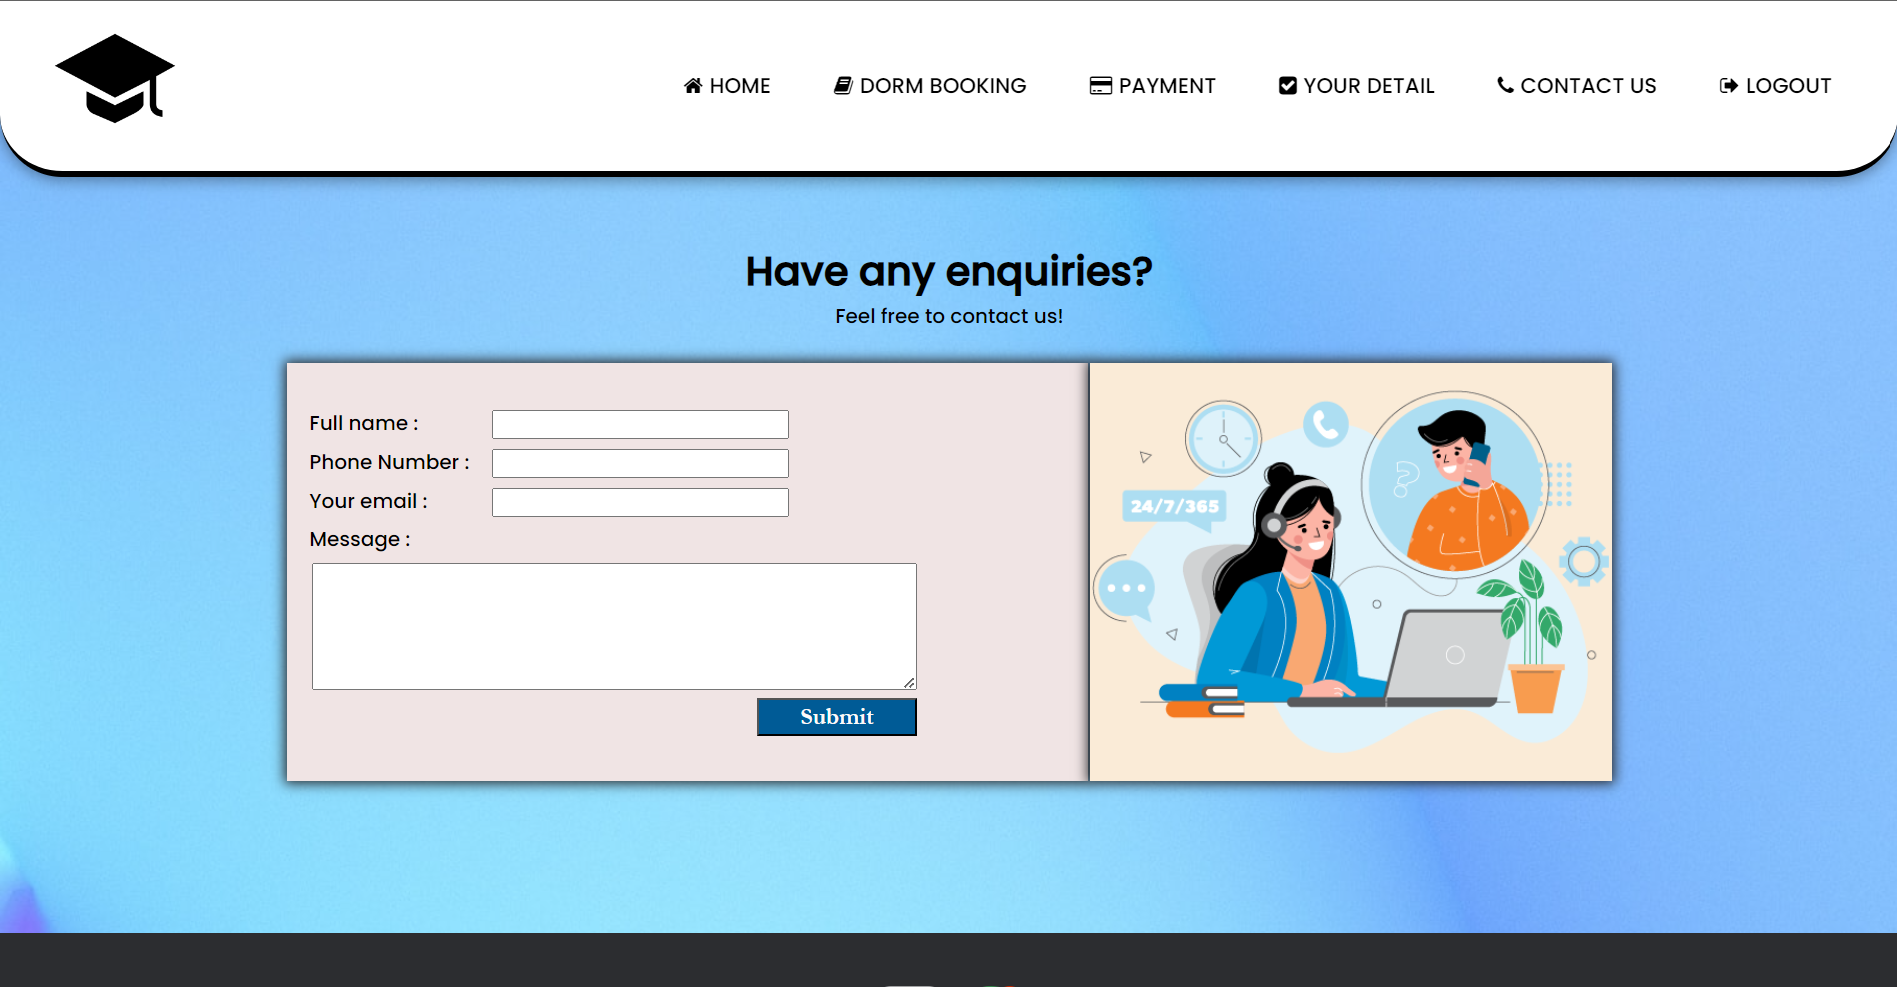 HOME DORM BOOKING PAYMENT YOUR DETAIL CONTACT US LOGOUT
Have any enquiries?
Feel free to contact us!
Full name :
Phone Number :
Your email :
Message :
Submit
24/7/365
?